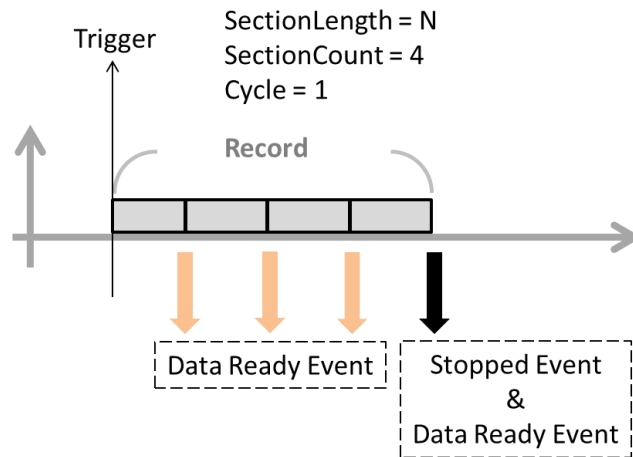 Trigger
SectionLength = N
SectionCount = 4
Cycle = 1
Record
Data Ready Event
Stopped Event
&
Data Ready Event